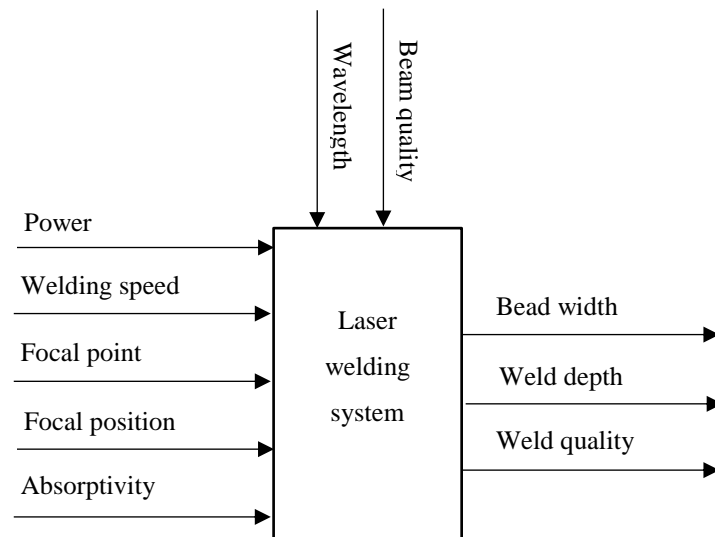 Wavelength
Beam quality
Power
Welding speed
Focal point
Focal position
Absorptivity
Laser
welding
system
Bead width
Weld depth
Weld quality